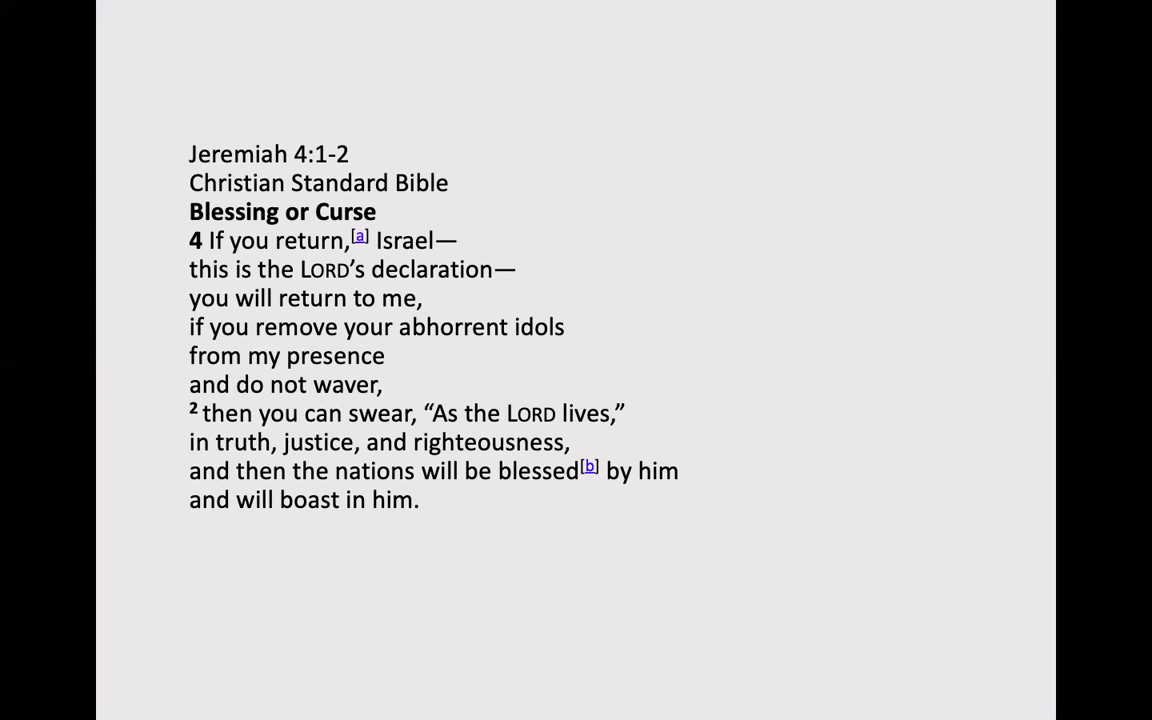 Jeremiah 4:1-2
Christian Standard Bible
Blessing or Curse
4 If you return,[a] Israel—
this is the LORD’s declaration—
you will return to me,
if you remove your abhorrent idols
from my presence
and do not waver,
2 then you can swear, “As the LORD lives,”
in truth, justice, and righteousness,
and then the nations will be blessed[b] by him
and will boast in him.